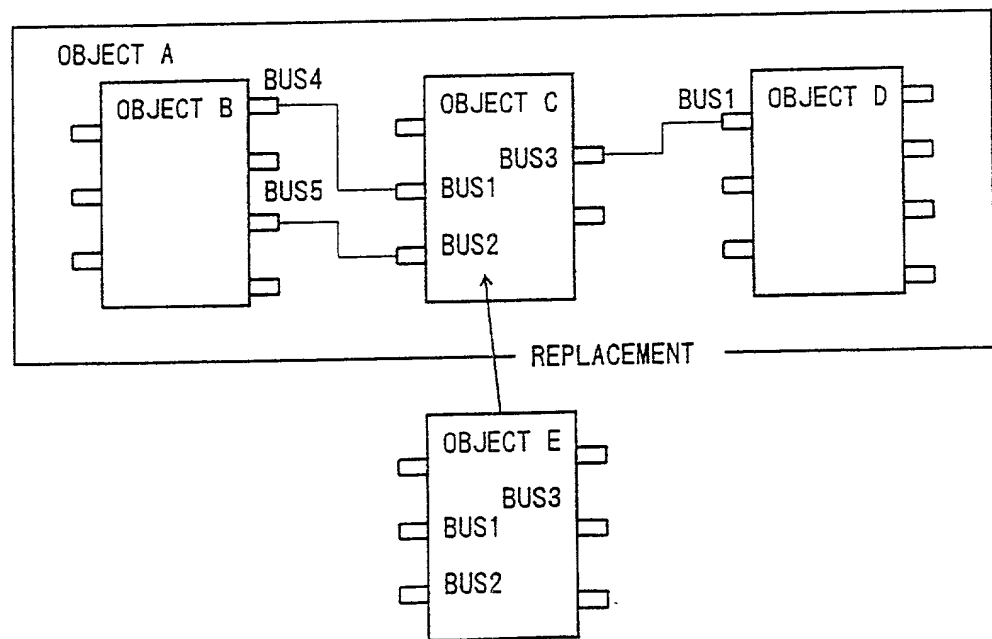 OBJECT A
BUS4
OBJECT B
BUS5
OBJECT C
BUS3
BUS1
BUS2
BUS1
OBJECT D
REPLACEMENT
OBJECT E
BUS3
BUS1
BUS2